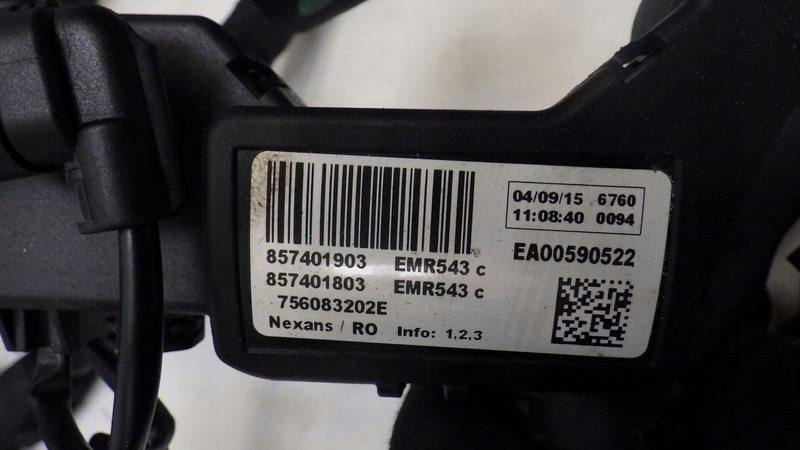 04/09/15 6760
11:08:40 0094
EA00590522
857401903 EMR543 c
857401803 EMR543 c
756083202E
Nexans / RO Info: 1,2,3